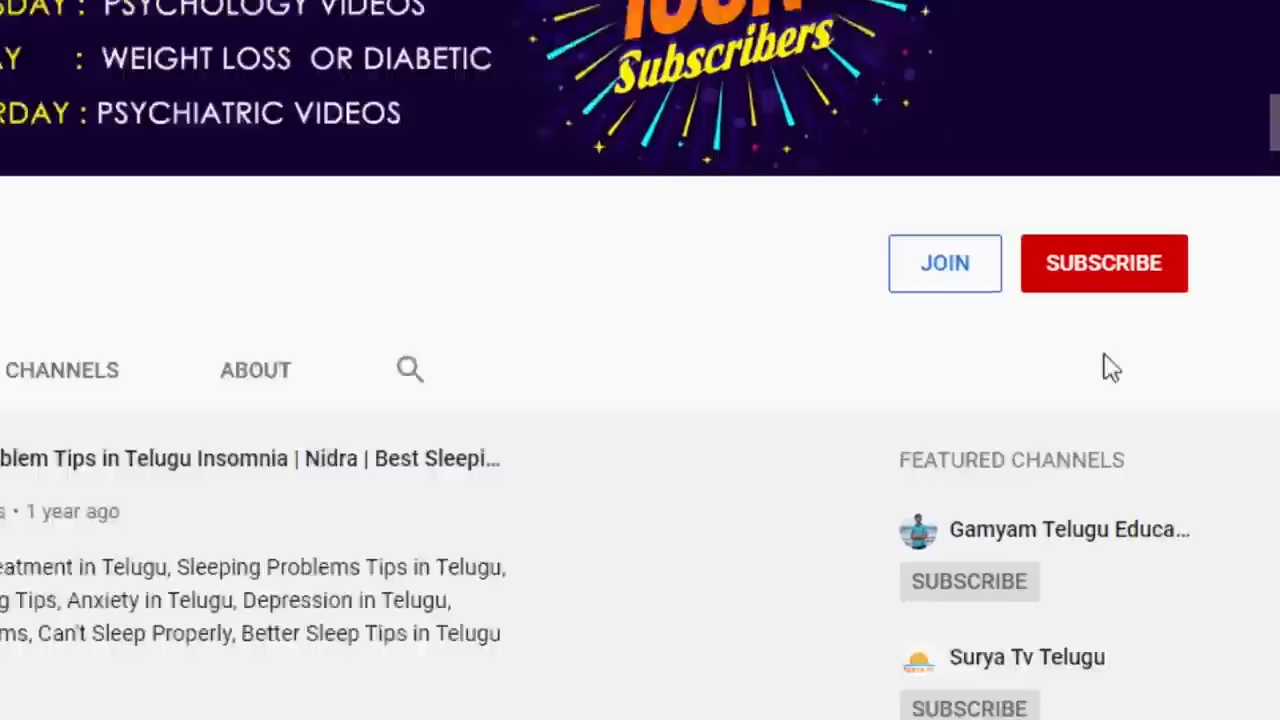 SDAY : PSYCHOLOGY VIDEOS
AY : WEIGHT LOSS OR DIABETIC
RDAY : PSYCHIATRIC VIDEOS
100K
Subscribers
JOIN
SUBSCRIBE
CHANNELS
ABOUT
blem Tips in Telugu Insomnia | Nidra | Best Sleepi...
s • 1 year ago
eatment in Telugu, Sleeping Problems Tips in Telugu,
g Tips, Anxiety in Telugu, Depression in Telugu,
ms, Can't Sleep Properly, Better Sleep Tips in Telugu
FEATURED CHANNELS
Gamyam Telugu Educa...
SUBSCRIBE
Surya Tv Telugu
SUBSCRIBE